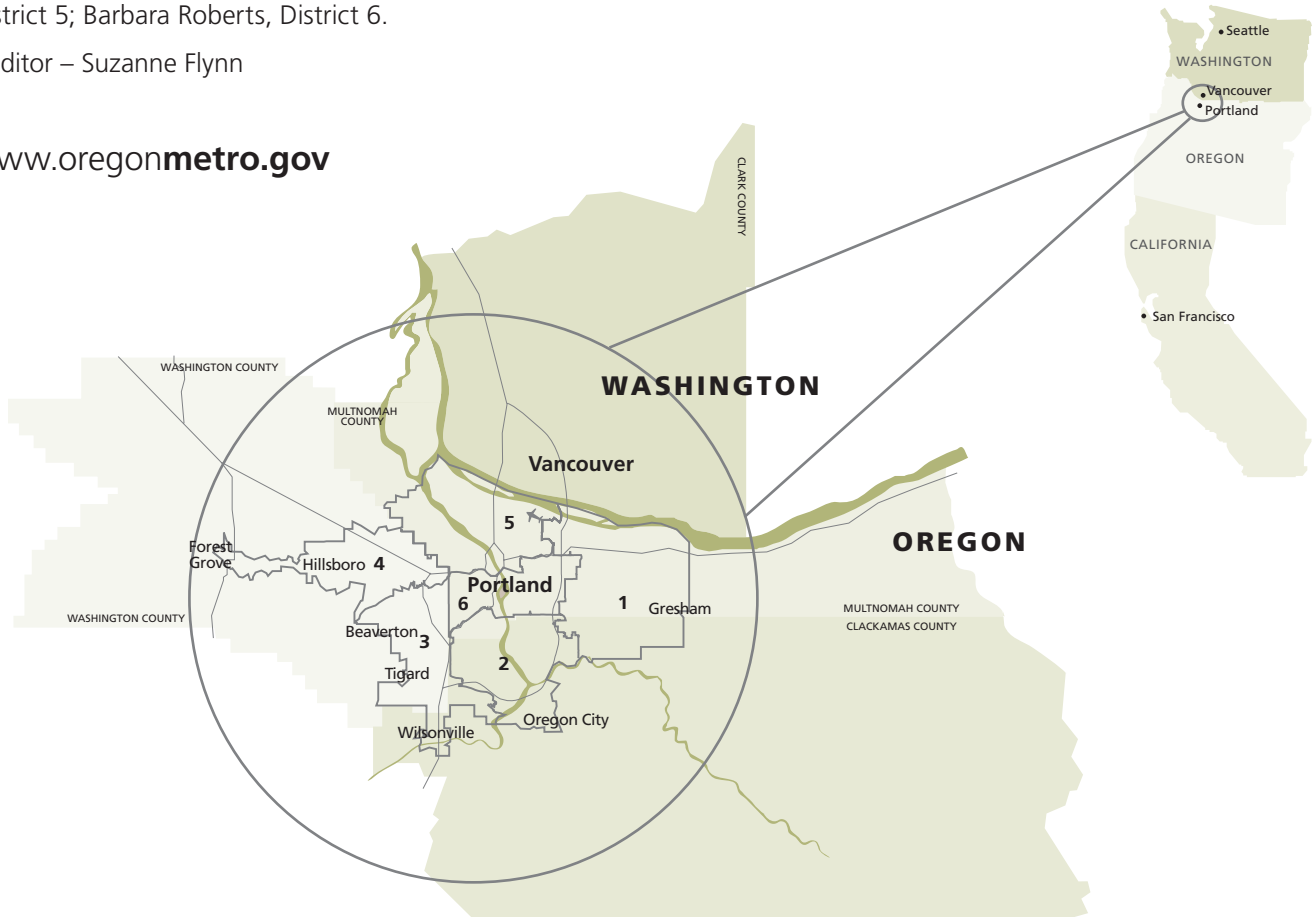 strict 5; Barbara Roberts, District 6.
ditor – Suzanne Flynn
ww.oregonmetro.gov
Seattle
WASHINGTON
Vancouver
Portland
OREGON
CALIFORNIA
San Francisco
CLARK COUNTY
WASHINGTON COUNTY
MULTNOMAH
COUNTY
WASHINGTON
Vancouver
5
OREGON
Forest
Grove
Hillsboro 4
Portland
6
1
Gresham
MULTNOMAH COUNTY
CLACKAMAS COUNTY
WASHINGTON COUNTY
Beaverton
3
2
Tigard
Oregon City
Wilsonville